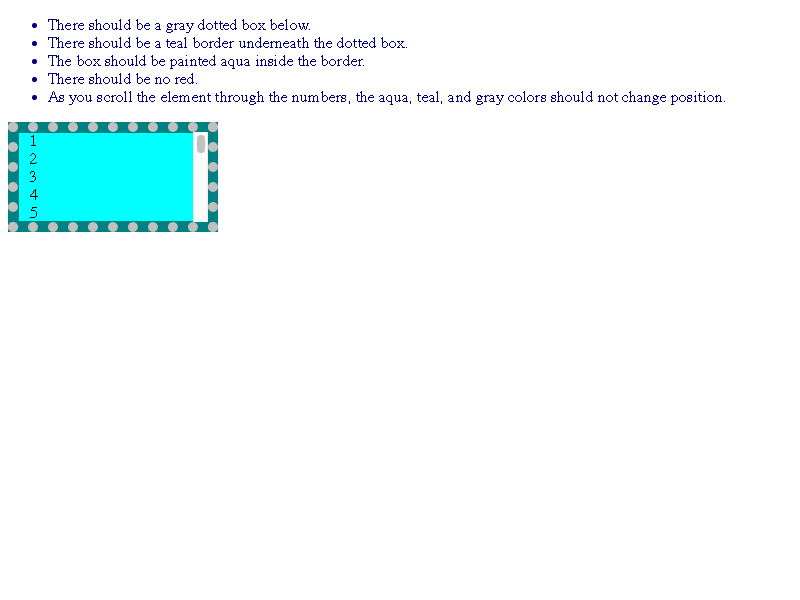 There should be a gray dotted box below.
There should be a teal border underneath the dotted box.
The box should be painted aqua inside the border.
There should be no red.
As you scroll the element through the numbers, the aqua, teal, and gray colors should not change position.
1
2
3
4
5